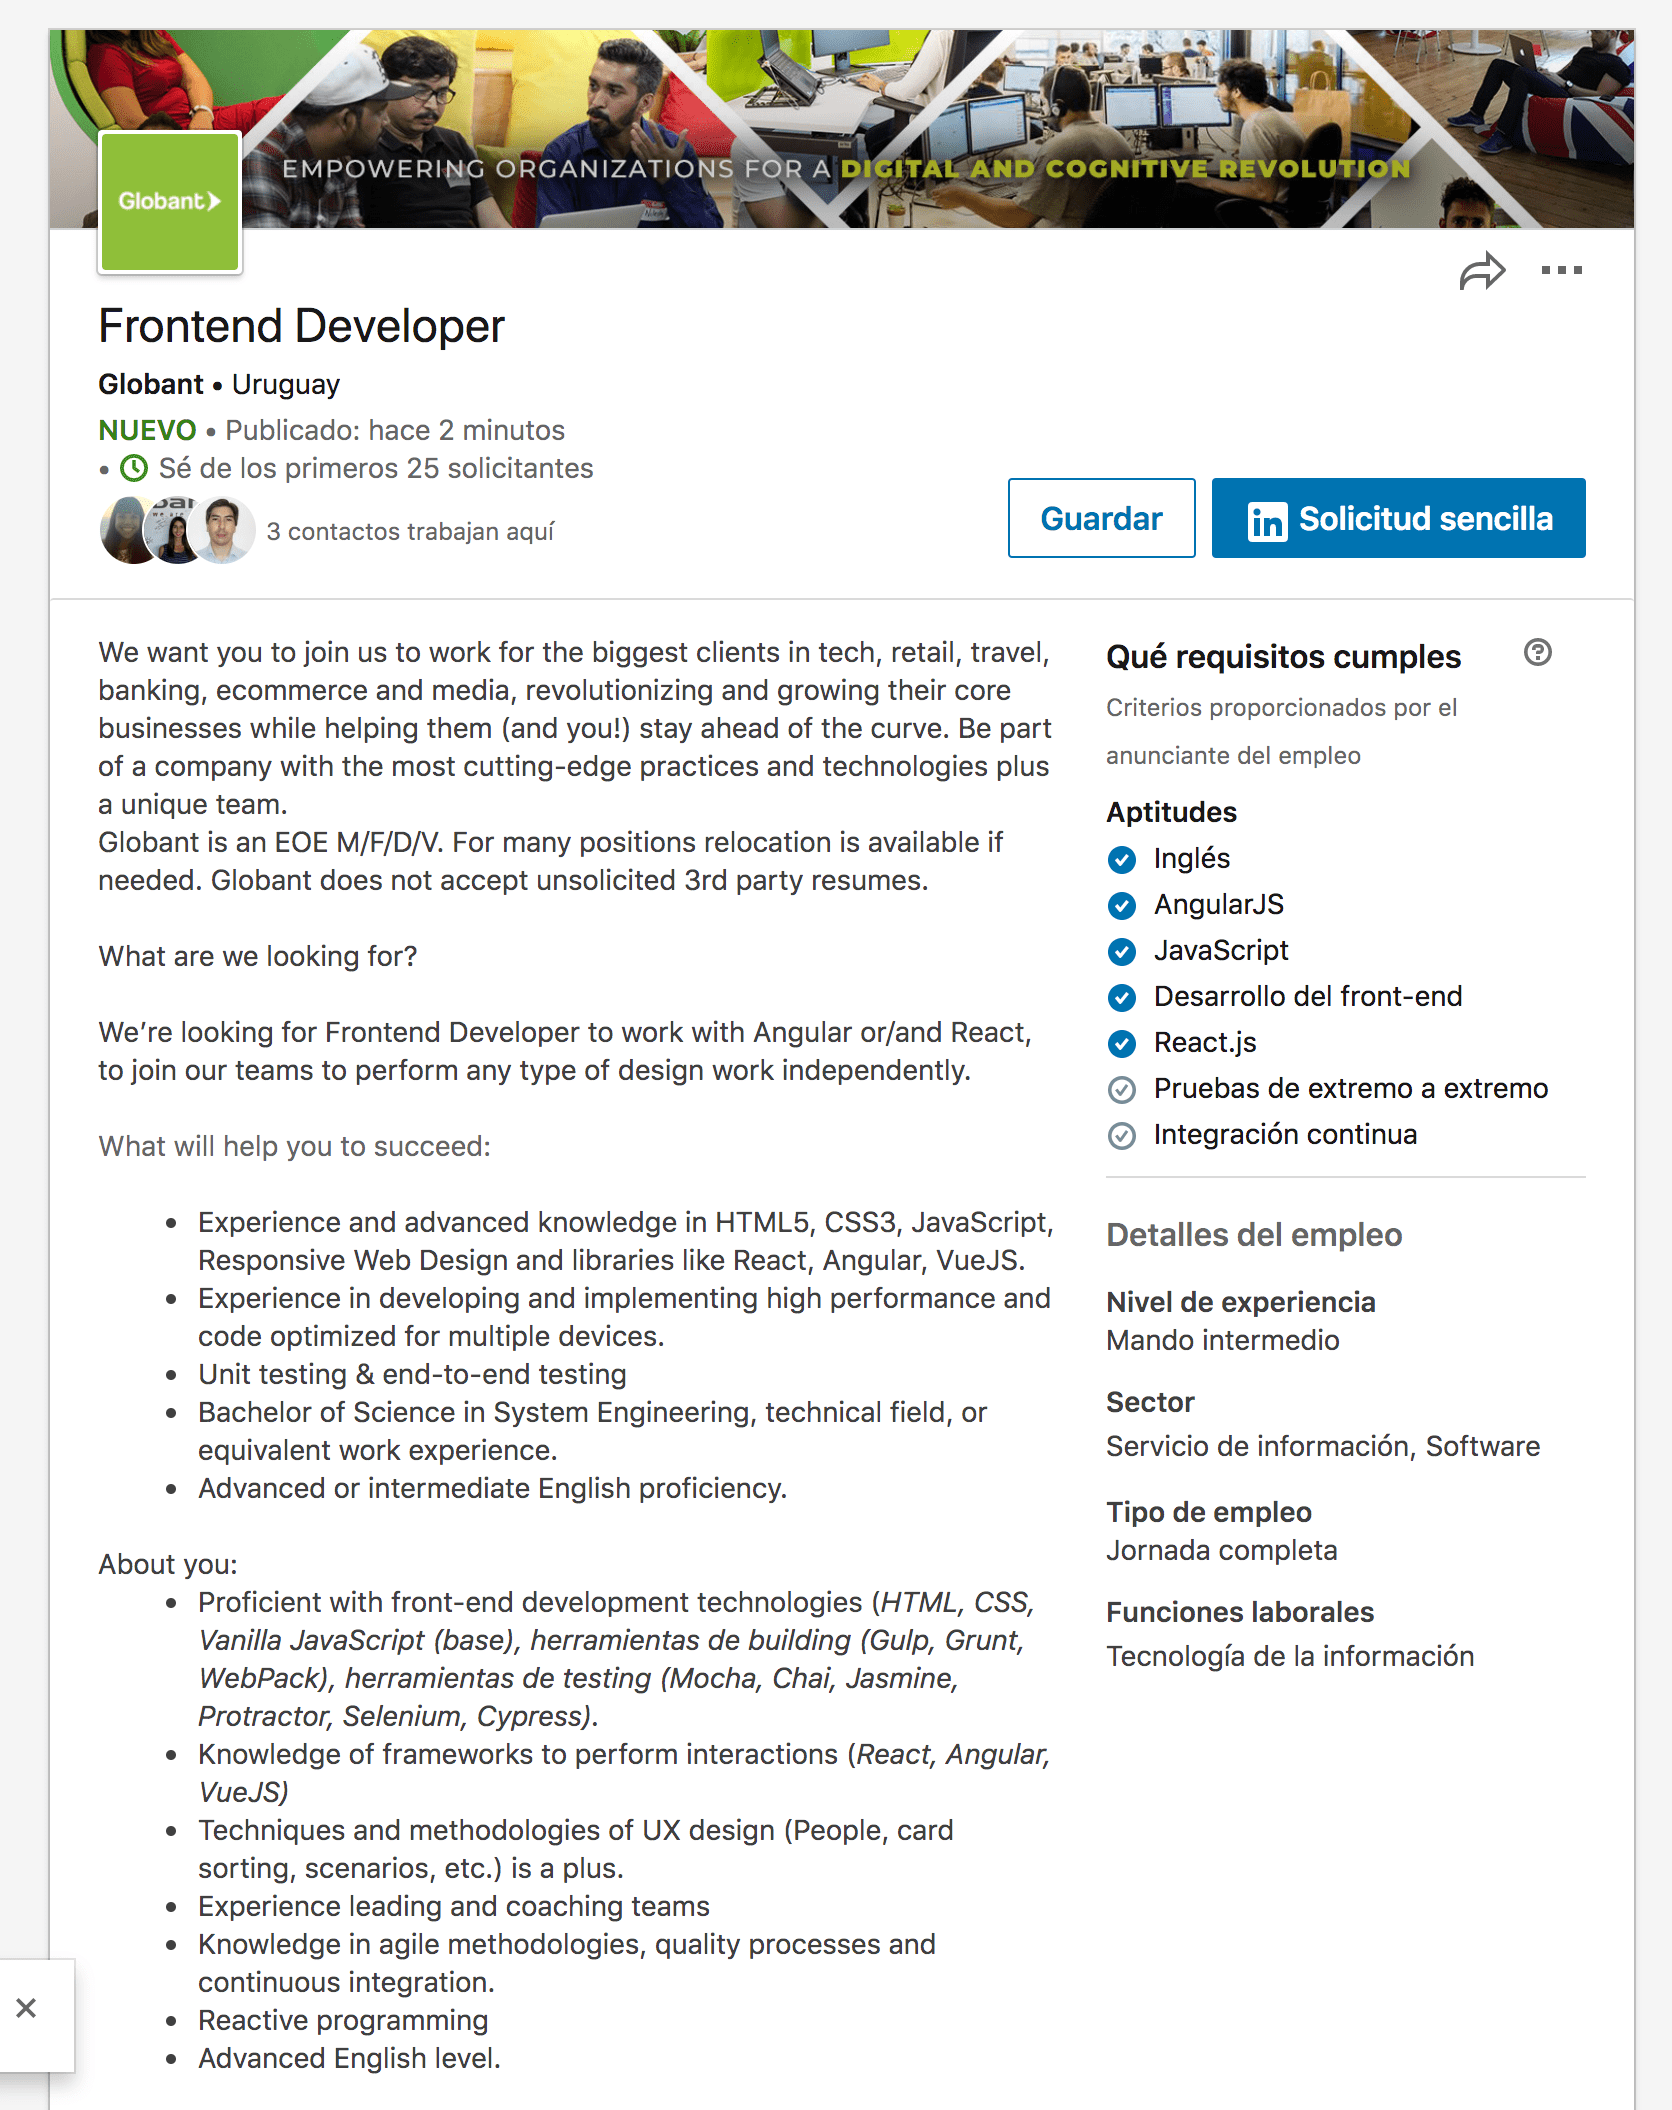 EMPOWERING ORGANIZATIONS FOR A DIGITAL AND COGNITIVE REVOLUTION
Globant
Frontend Developer
Globant • Uruguay
NUEVO • Publicado: hace 2 minutos
• Sé de los primeros 25 solicitantes
3 contactos trabajan aquí
Guardar
in Solicitud sencilla
We want you to join us to work for the biggest clients in tech, retail, travel,
banking, ecommerce and media, revolutionizing and growing their core
businesses while helping them (and you!) stay ahead of the curve. Be part
of a company with the most cutting-edge practices and technologies plus
a unique team.
Globant is an EOE M/F/D/V. For many positions relocation is available if
needed. Globant does not accept unsolicited 3rd party resumes.
What are we looking for?
We’re looking for Frontend Developer to work with Angular or/and React,
to join our teams to perform any type of design work independently.
What will help you to succeed:
• Experience and advanced knowledge in HTML5, CSS3, JavaScript,
Responsive Web Design and libraries like React, Angular, VueJS.
• Experience in developing and implementing high performance and
code optimized for multiple devices.
• Unit testing & end-to-end testing
• Bachelor of Science in System Engineering, technical field, or
equivalent work experience.
• Advanced or intermediate English proficiency.
About you:
• Proficient with front-end development technologies (HTML, CSS,
Vanilla JavaScript (base), herramientas de building (Gulp, Grunt,
WebPack), herramientas de testing (Mocha, Chai, Jasmine,
Protractor, Selenium, Cypress).
• Knowledge of frameworks to perform interactions (React, Angular,
VueJS)
• Techniques and methodologies of UX design (People, card
sorting, scenarios, etc.) is a plus.
• Experience leading and coaching teams
• Knowledge in agile methodologies, quality processes and
continuous integration.
• Reactive programming
• Advanced English level.
Qué requisitos cumples
Criterios proporcionados por el
anunciante del empleo
Aptitudes
Inglés
AngularJS
JavaScript
Desarrollo del front-end
React.js
Pruebas de extremo a extremo
Integración continua
Detalles del empleo
Nivel de experiencia
Mando intermedio
Sector
Servicio de información, Software
Tipo de empleo
Jornada completa
Funciones laborales
Tecnología de la información